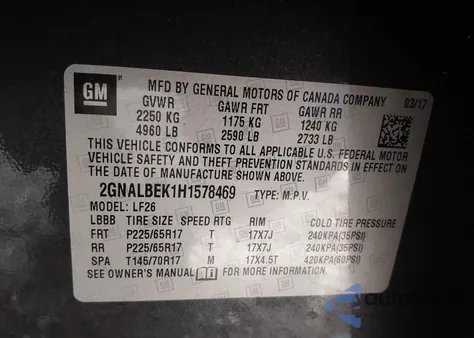 GM
MFD BY GENERAL MOTORS OF CANADA COMPANY 03/17
GVWR GAWR FRT GAWR RR
2250 KG 1175 KG 1240 KG
4960 LB 2590 LB 2733 LB
THIS VEHICLE CONFORMS TO ALL APPLICABLE U.S. FEDERAL MOTOR
VEHICLE SAFETY AND THEFT PREVENTION STANDARDS IN EFFECT ON
THE DATE OF MANUFACTURE SHOWN ABOVE.
2GNALBEK1H1578469 TYPE: M.P.V.
MODEL: LF26
LBBB TIRE SIZE SPEED RTG RIM COLD TIRE PRESSURE
FRT P225/65R17 T 17X7J 240KPA(35PSI)
RR P225/65R17 T 17X7J 240KPA(35PSI)
SPA T145/70R17 M 17X4.5T 420KPA(60PSI)
SEE OWNER'S MANUAL FOR MORE INFORMATION.